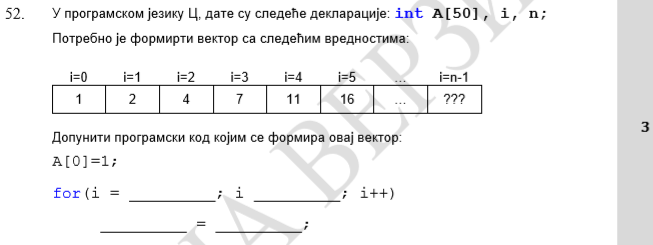 52. У програмском језику Ц, дате су следеће декларације: int A[50], i, n;
Потребно је формирти вектор са следећим вредностима:
i=0 i=1 i=2 i=3 i=4 i=5 ... i=n-1
1 2 4 7 11 16 ... ???
3
Допунити програмски код којим се формира овај вектор:
A[0]=1;
for(i = ________; i ________; i++)
________ = ________;